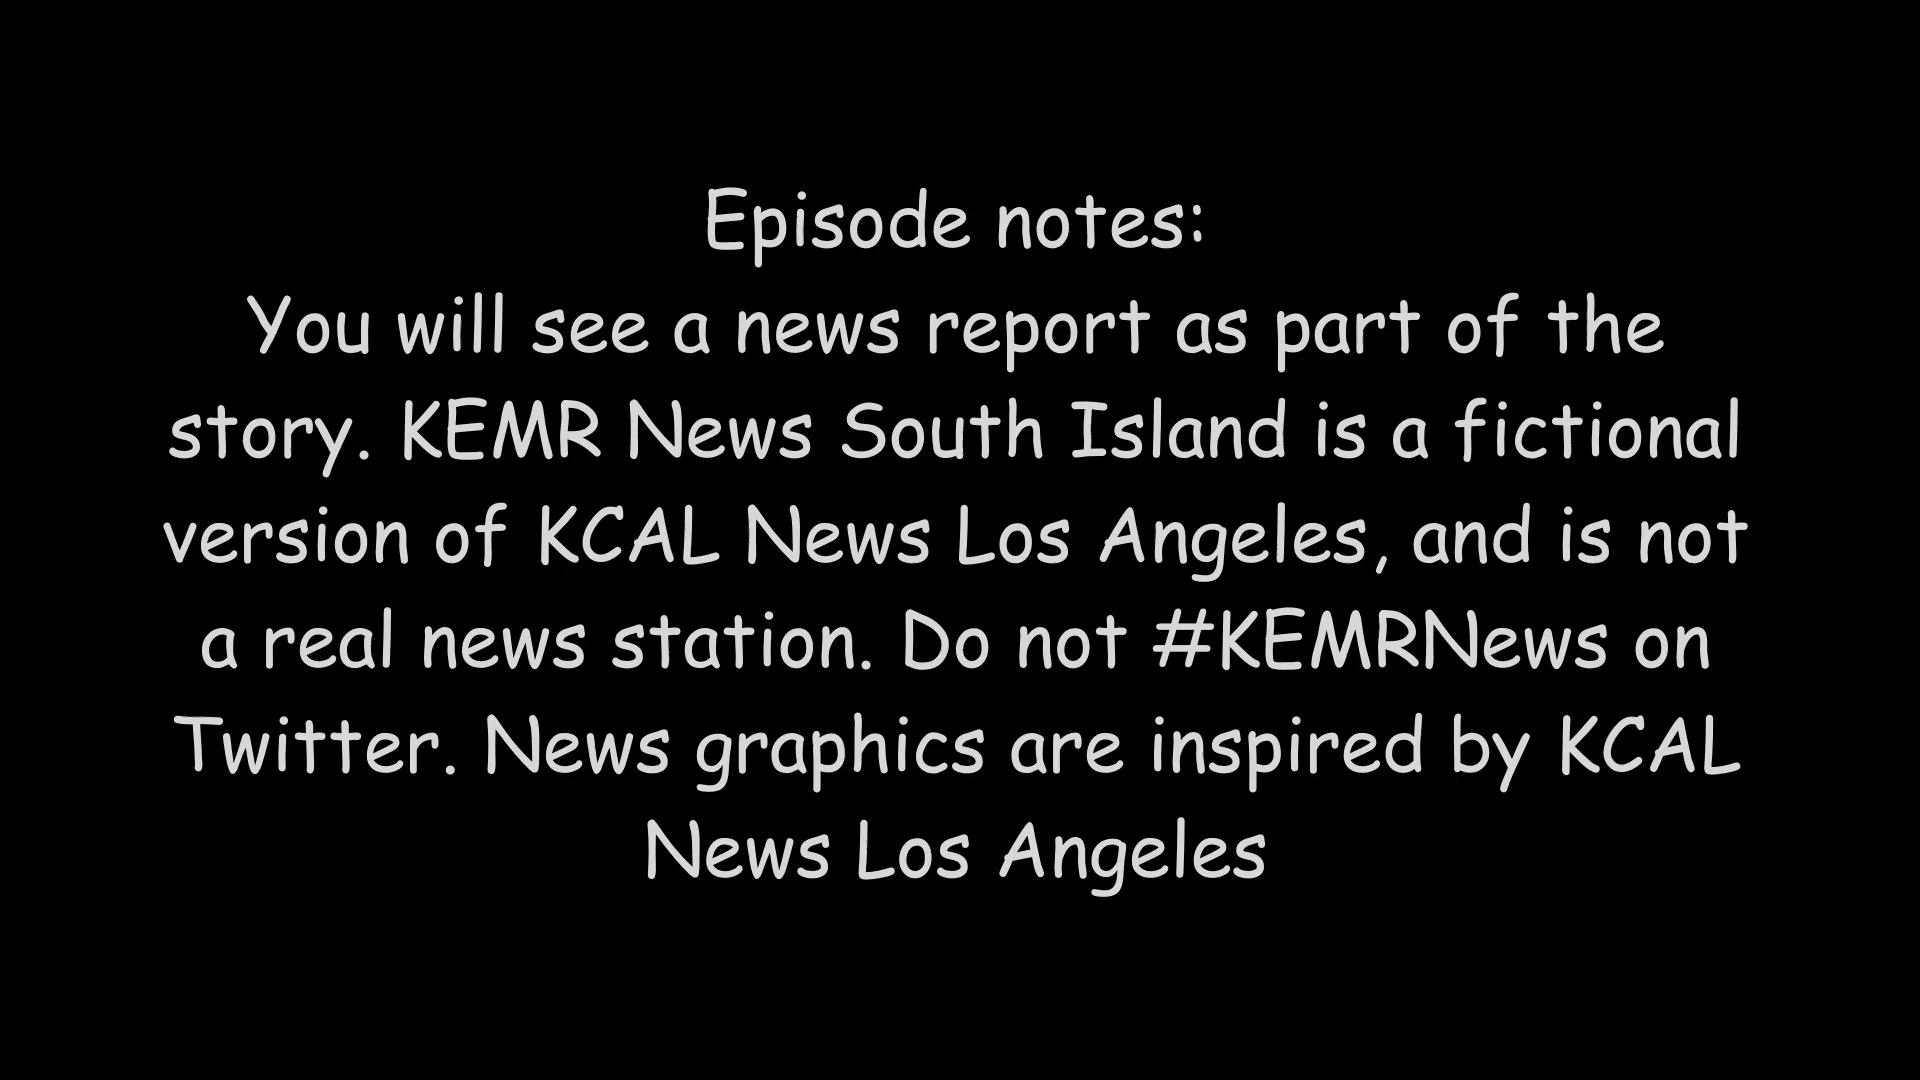 Episode notes:
You will see a news report as part of the
story. KEMR News South Island is a fictional
version of KCAL News Los Angeles, and is not
a real news station. Do not #KEMRNews on
Twitter. News graphics are inspired by KCAL
News Los Angeles